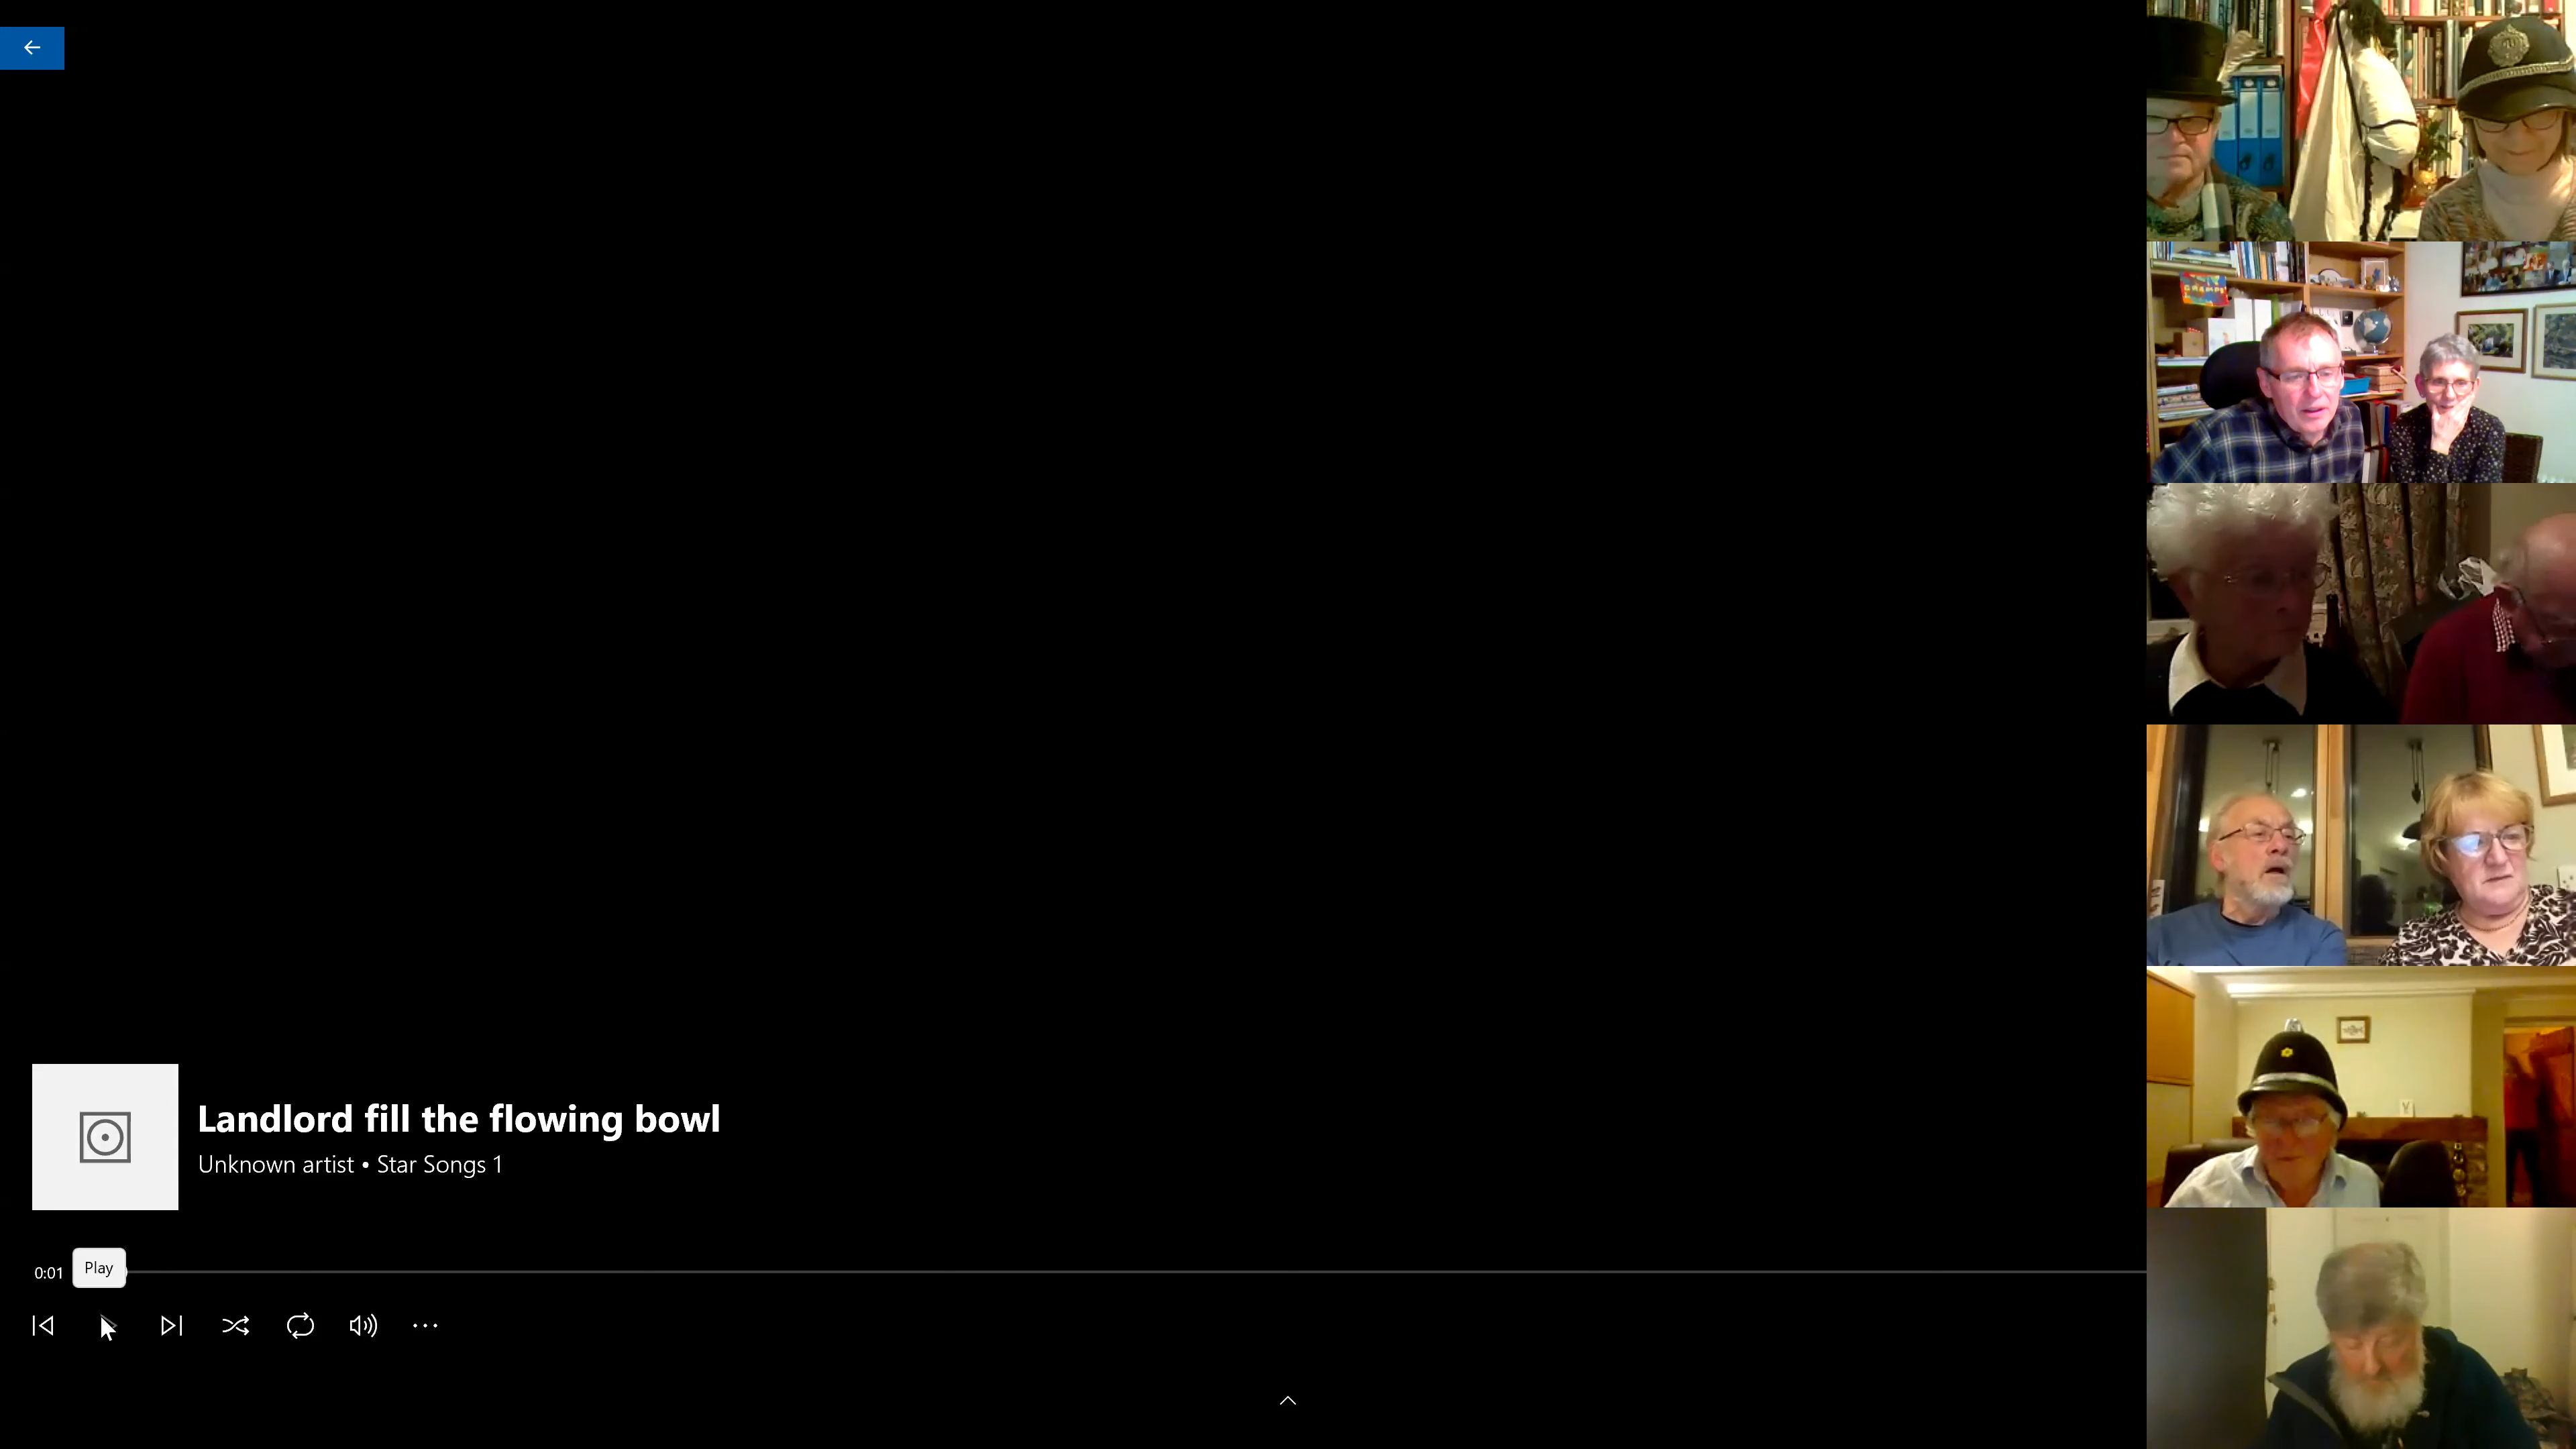 Landlord fill the flowing bowl
Unknown artist • Star Songs 1
0:01
Play